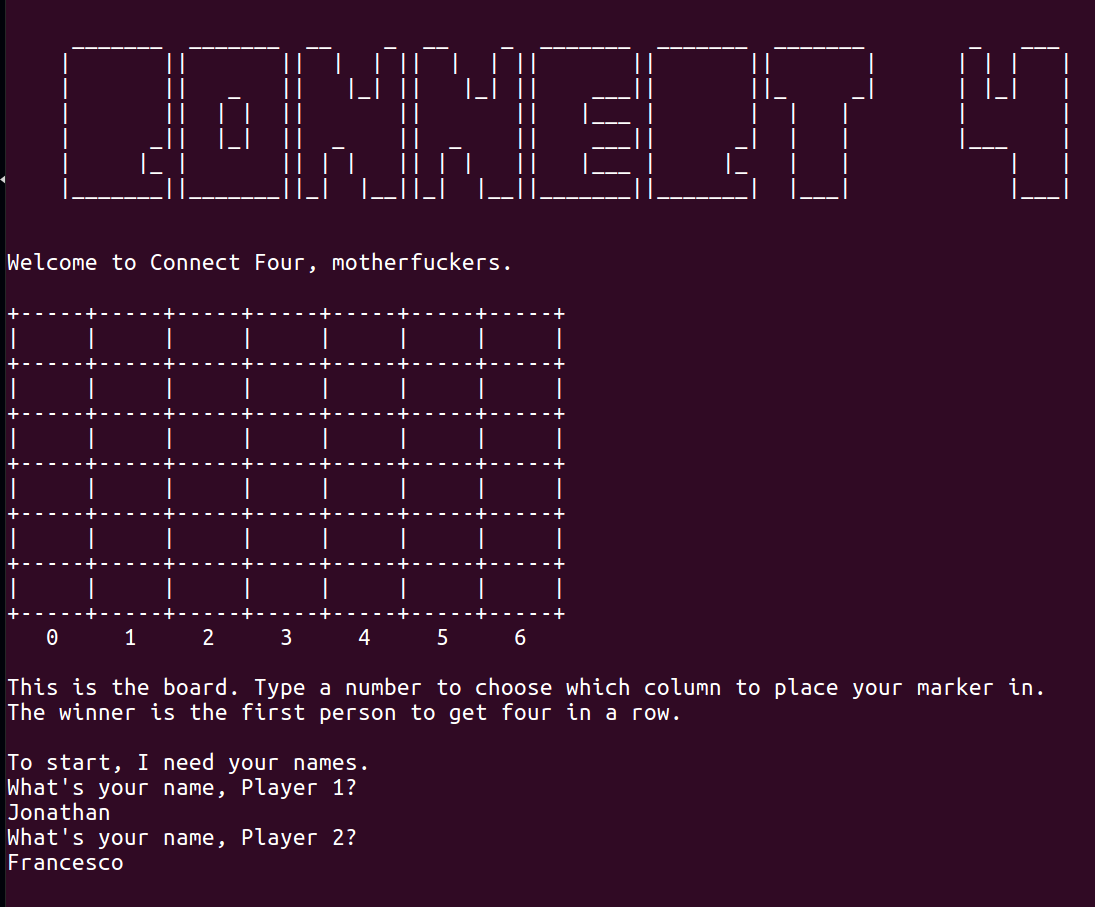 CONNECT 4
Welcome to Connect Four, motherfuckers.
+-----+-----+-----+-----+-----+-----+-----+
|     |     |     |     |     |     |     |
+-----+-----+-----+-----+-----+-----+-----+
|     |     |     |     |     |     |     |
+-----+-----+-----+-----+-----+-----+-----+
|     |     |     |     |     |     |     |
+-----+-----+-----+-----+-----+-----+-----+
|     |     |     |     |     |     |     |
+-----+-----+-----+-----+-----+-----+-----+
|     |     |     |     |     |     |     |
+-----+-----+-----+-----+-----+-----+-----+
|     |     |     |     |     |     |     |
+-----+-----+-----+-----+-----+-----+-----+
   0     1     2     3     4     5     6
This is the board. Type a number to choose which column to place your marker in.
The winner is the first person to get four in a row.
To start, I need your names.
What's your name, Player 1?
Jonathan
What's your name, Player 2?
Francesco